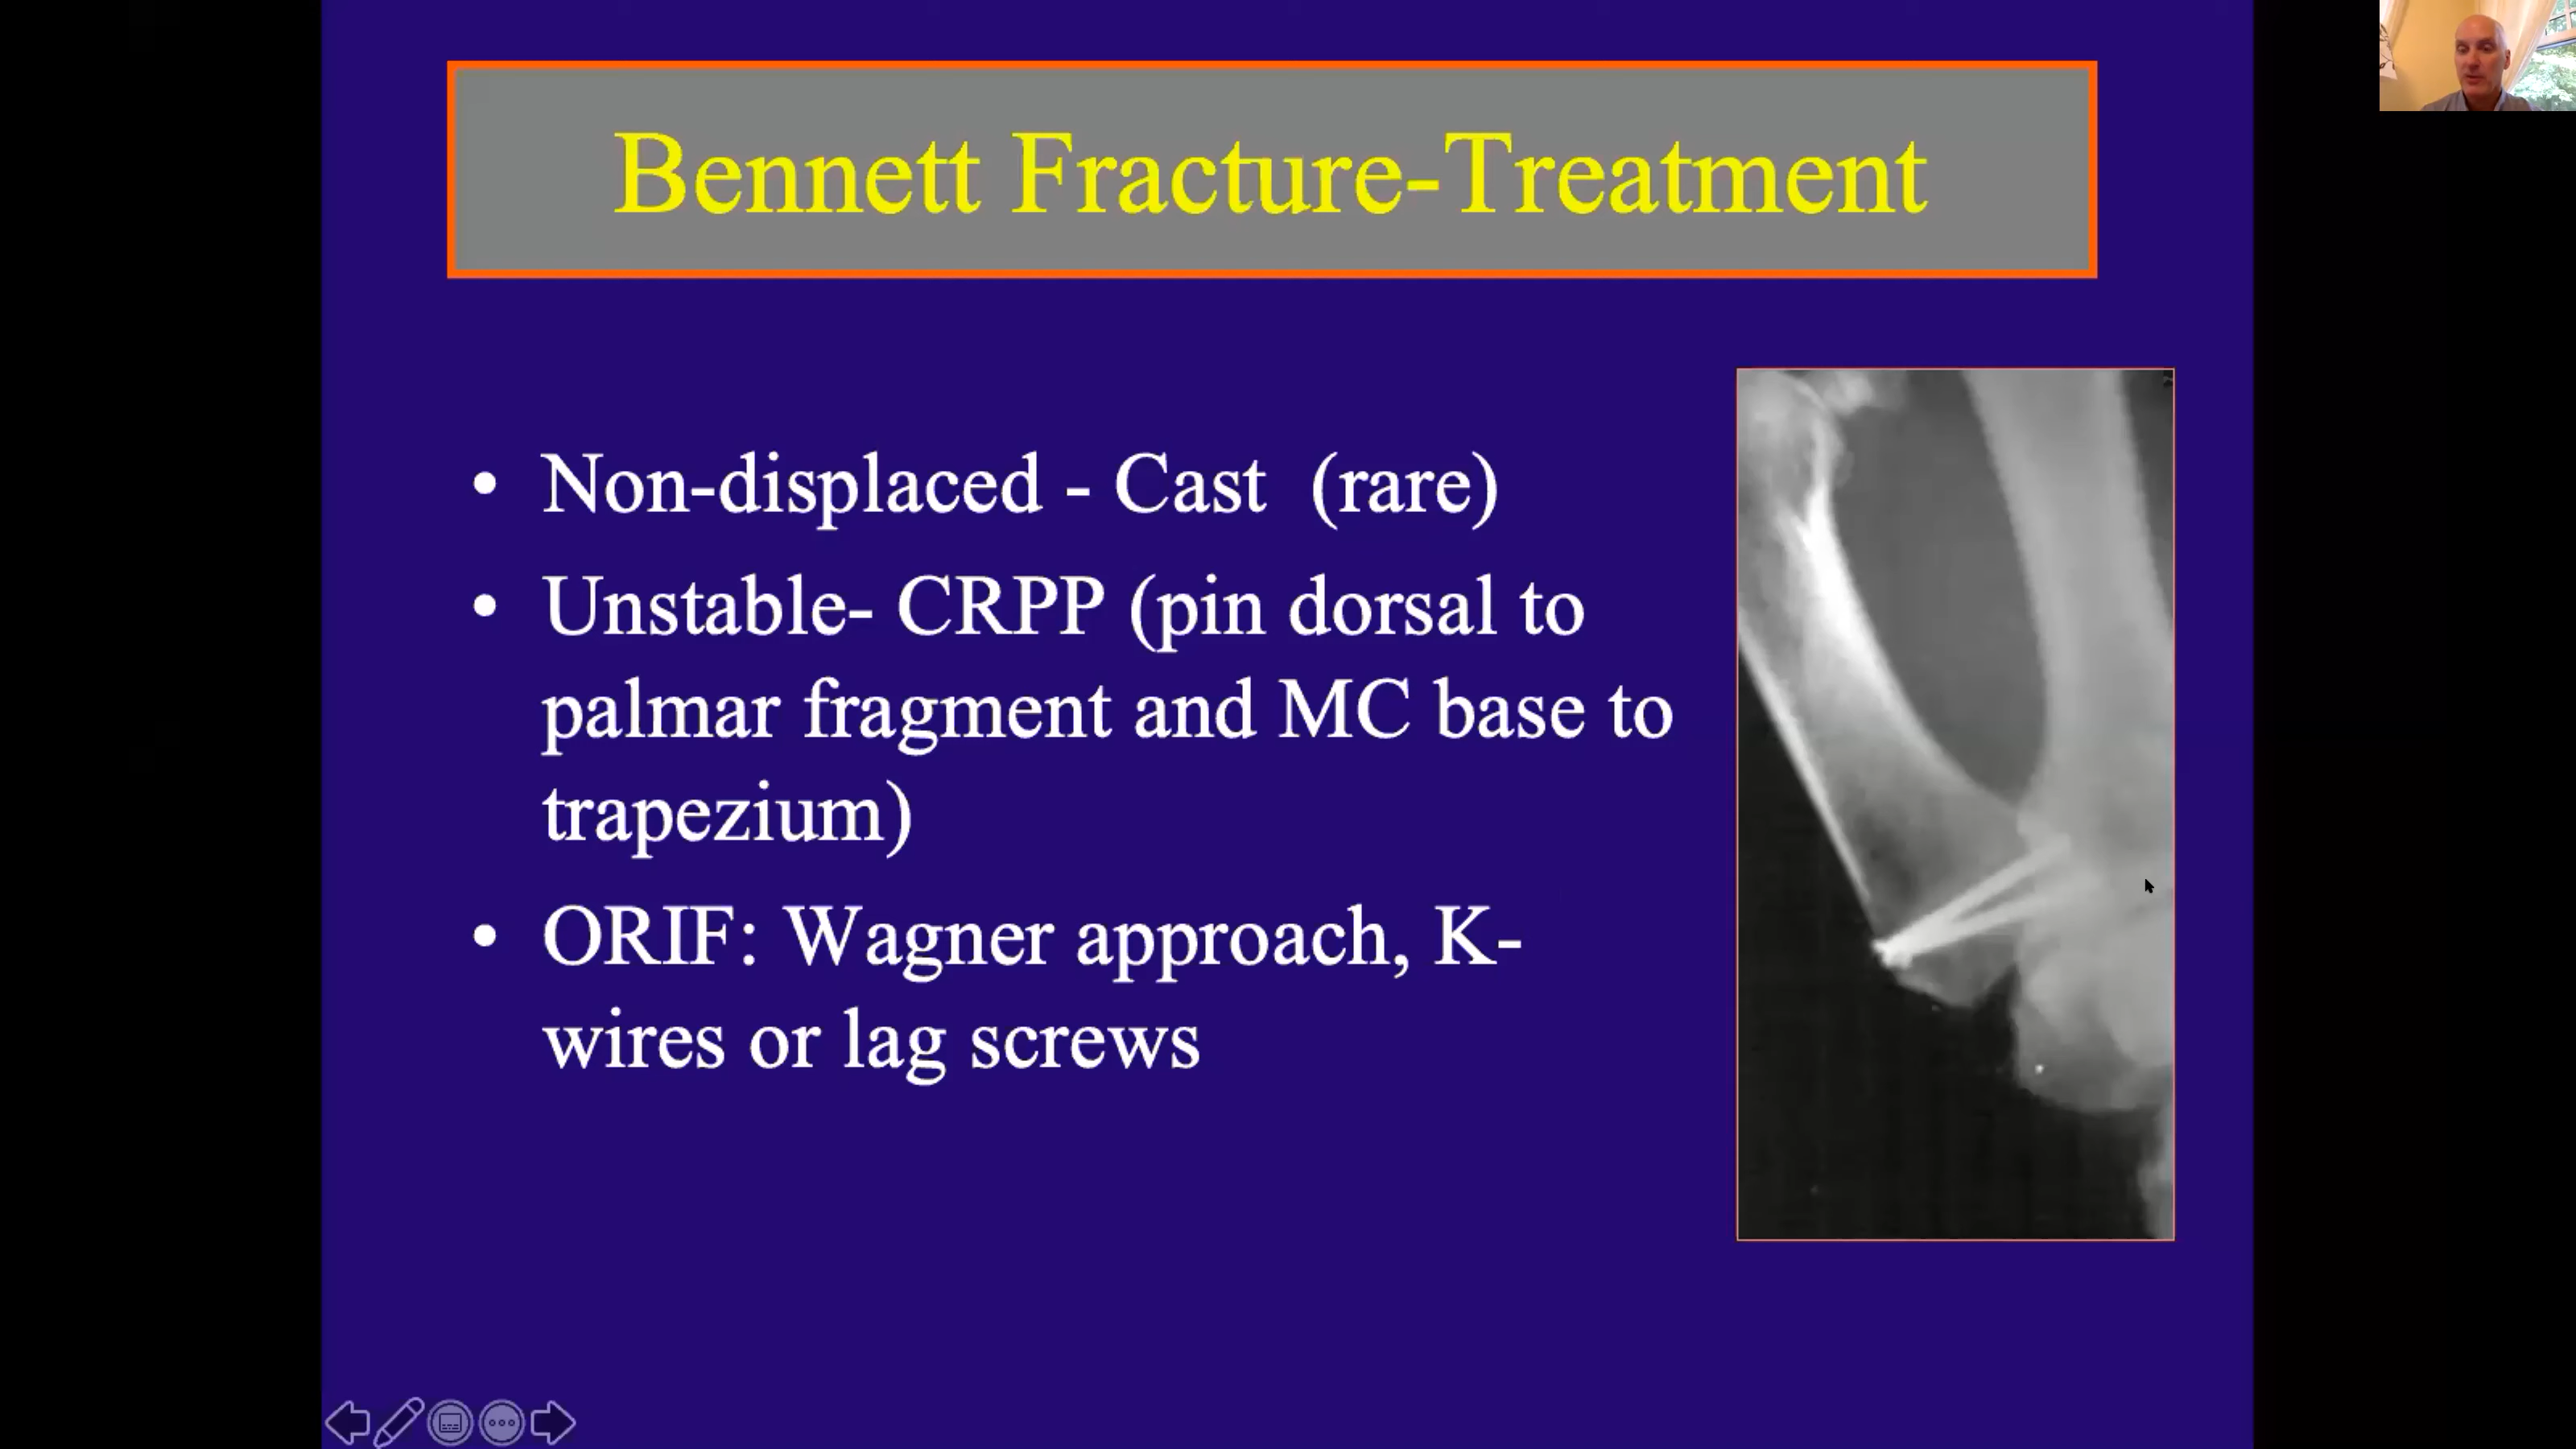 Bennett Fracture-Treatment
• Non-displaced - Cast  (rare)
• Unstable- CRPP (pin dorsal to
palmar fragment and MC base to
trapezium)
• ORIF: Wagner approach, K-
wires or lag screws